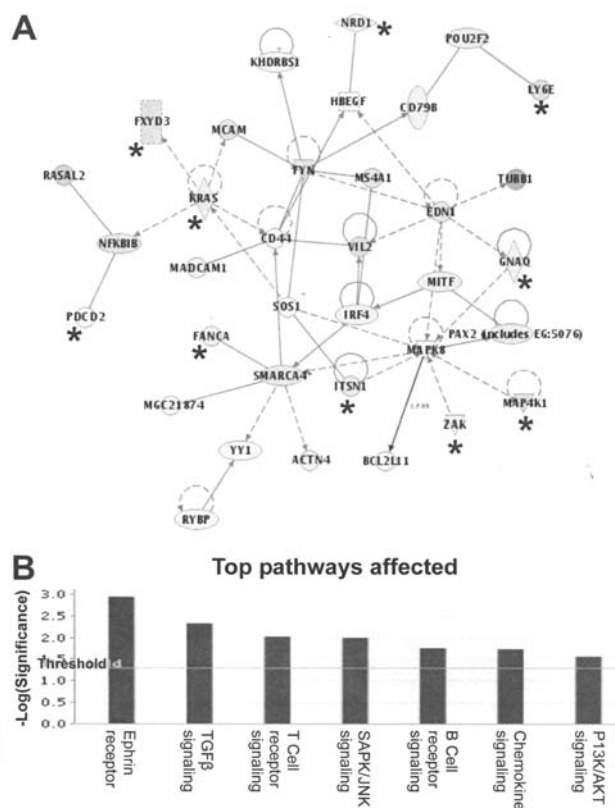 A
NRD1 *
POU2F2
KHDRBS1
LY6E
*
HBEGF
CD79B
FXYD3
*
MCAM
FYN
MS4A1
TUBB1
RASAL2
KRAS
*
EDN1
NFKBIB
CD44
VIL2
GNAQ
*
MADCAM1
MITF
SOS1
IRF4
PDCD2
*
FANCA
*
MAPK8
PAX2 (includes EG:5076)
SMARCA4
ITSN1
*
MGC21874
MAP4K1
*
ZAK
*
YY1
ACTN4
BCL2L11
RYBP
B
Top pathways affected
-Log(Significance)
3.0
2.5
2.0
1.5
1.0
0.5
0.0
Threshold
Ephrin
receptor
TGFβ
signaling
T Cell
receptor
signaling
SAPK/JNK
signaling
B Cell
receptor
signaling
Chemokine
signaling
P13K/AKT
signaling